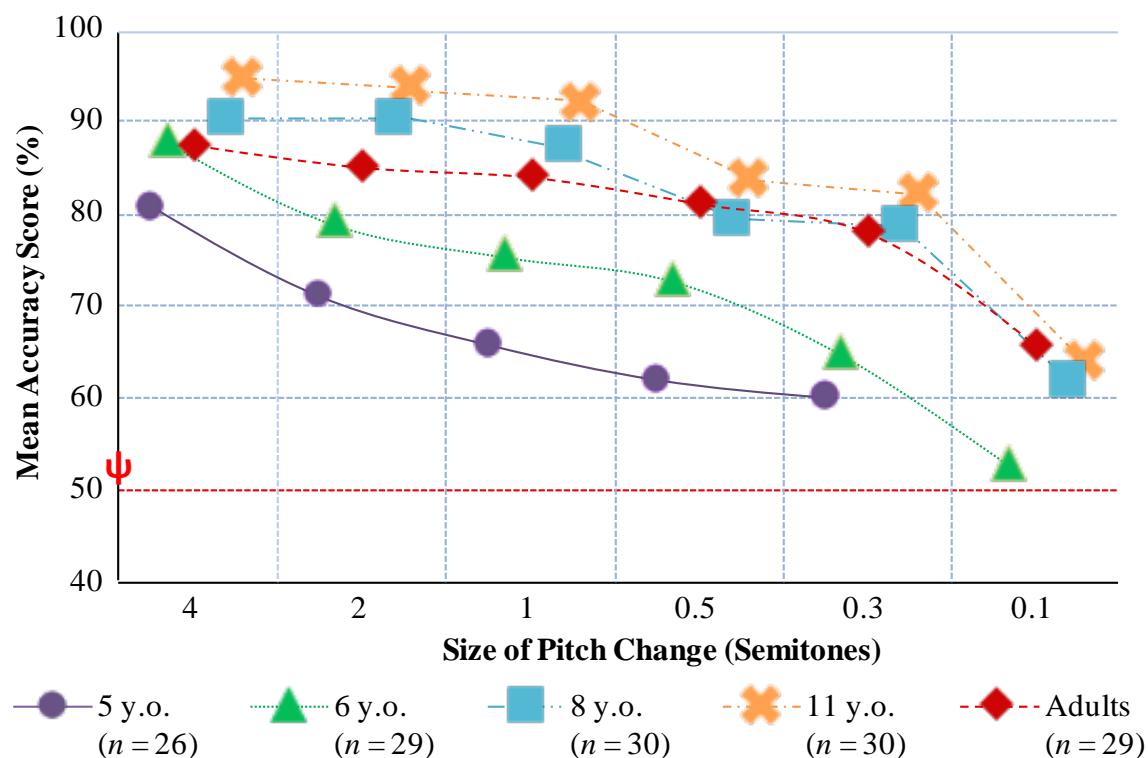 100
90
80
70
60
50
40
Mean Accuracy Score (%)
ψ
4 2 1 0.5 0.3 0.1
Size of Pitch Change (Semitones)
5 y.o. 6 y.o. 8 y.o. 11 y.o. Adults
(n = 26) (n = 29) (n = 30) (n = 30) (n = 29)